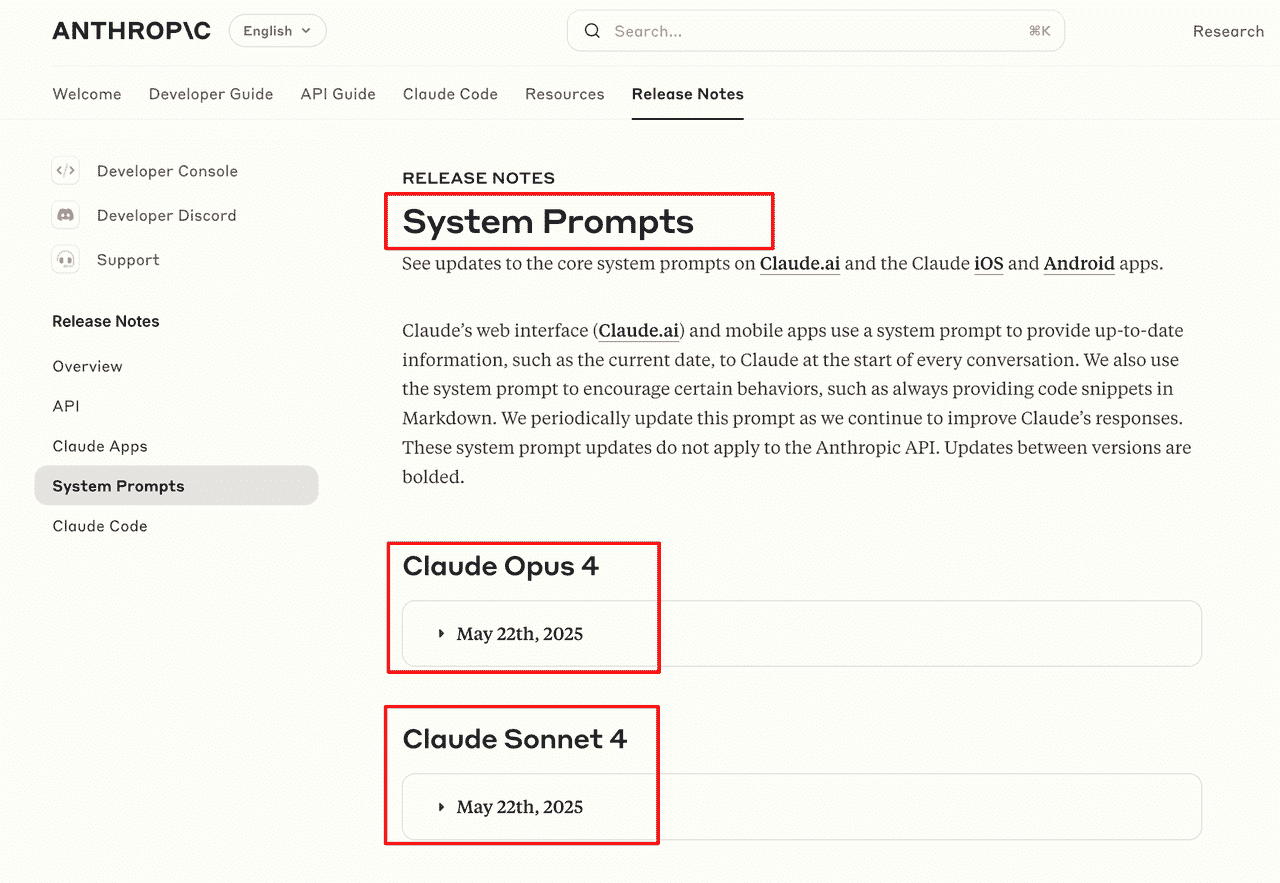 ANTHROP\C
English
Search...
⌘K
Research
Welcome
Developer Guide
API Guide
Claude Code
Resources
Release Notes
</> Developer Console
Developer Discord
Support
Release Notes
Overview
API
Claude Apps
System Prompts
Claude Code
RELEASE NOTES
System Prompts
See updates to the core system prompts on Claude.ai and the Claude iOS and Android apps.
Claude’s web interface (Claude.ai) and mobile apps use a system prompt to provide up-to-date
information, such as the current date, to Claude at the start of every conversation. We also use
the system prompt to encourage certain behaviors, such as always providing code snippets in
Markdown. We periodically update this prompt as we continue to improve Claude’s responses.
These system prompt updates do not apply to the Anthropic API. Updates between versions are
bolded.
Claude Opus 4
May 22th, 2025
Claude Sonnet 4
May 22th, 2025